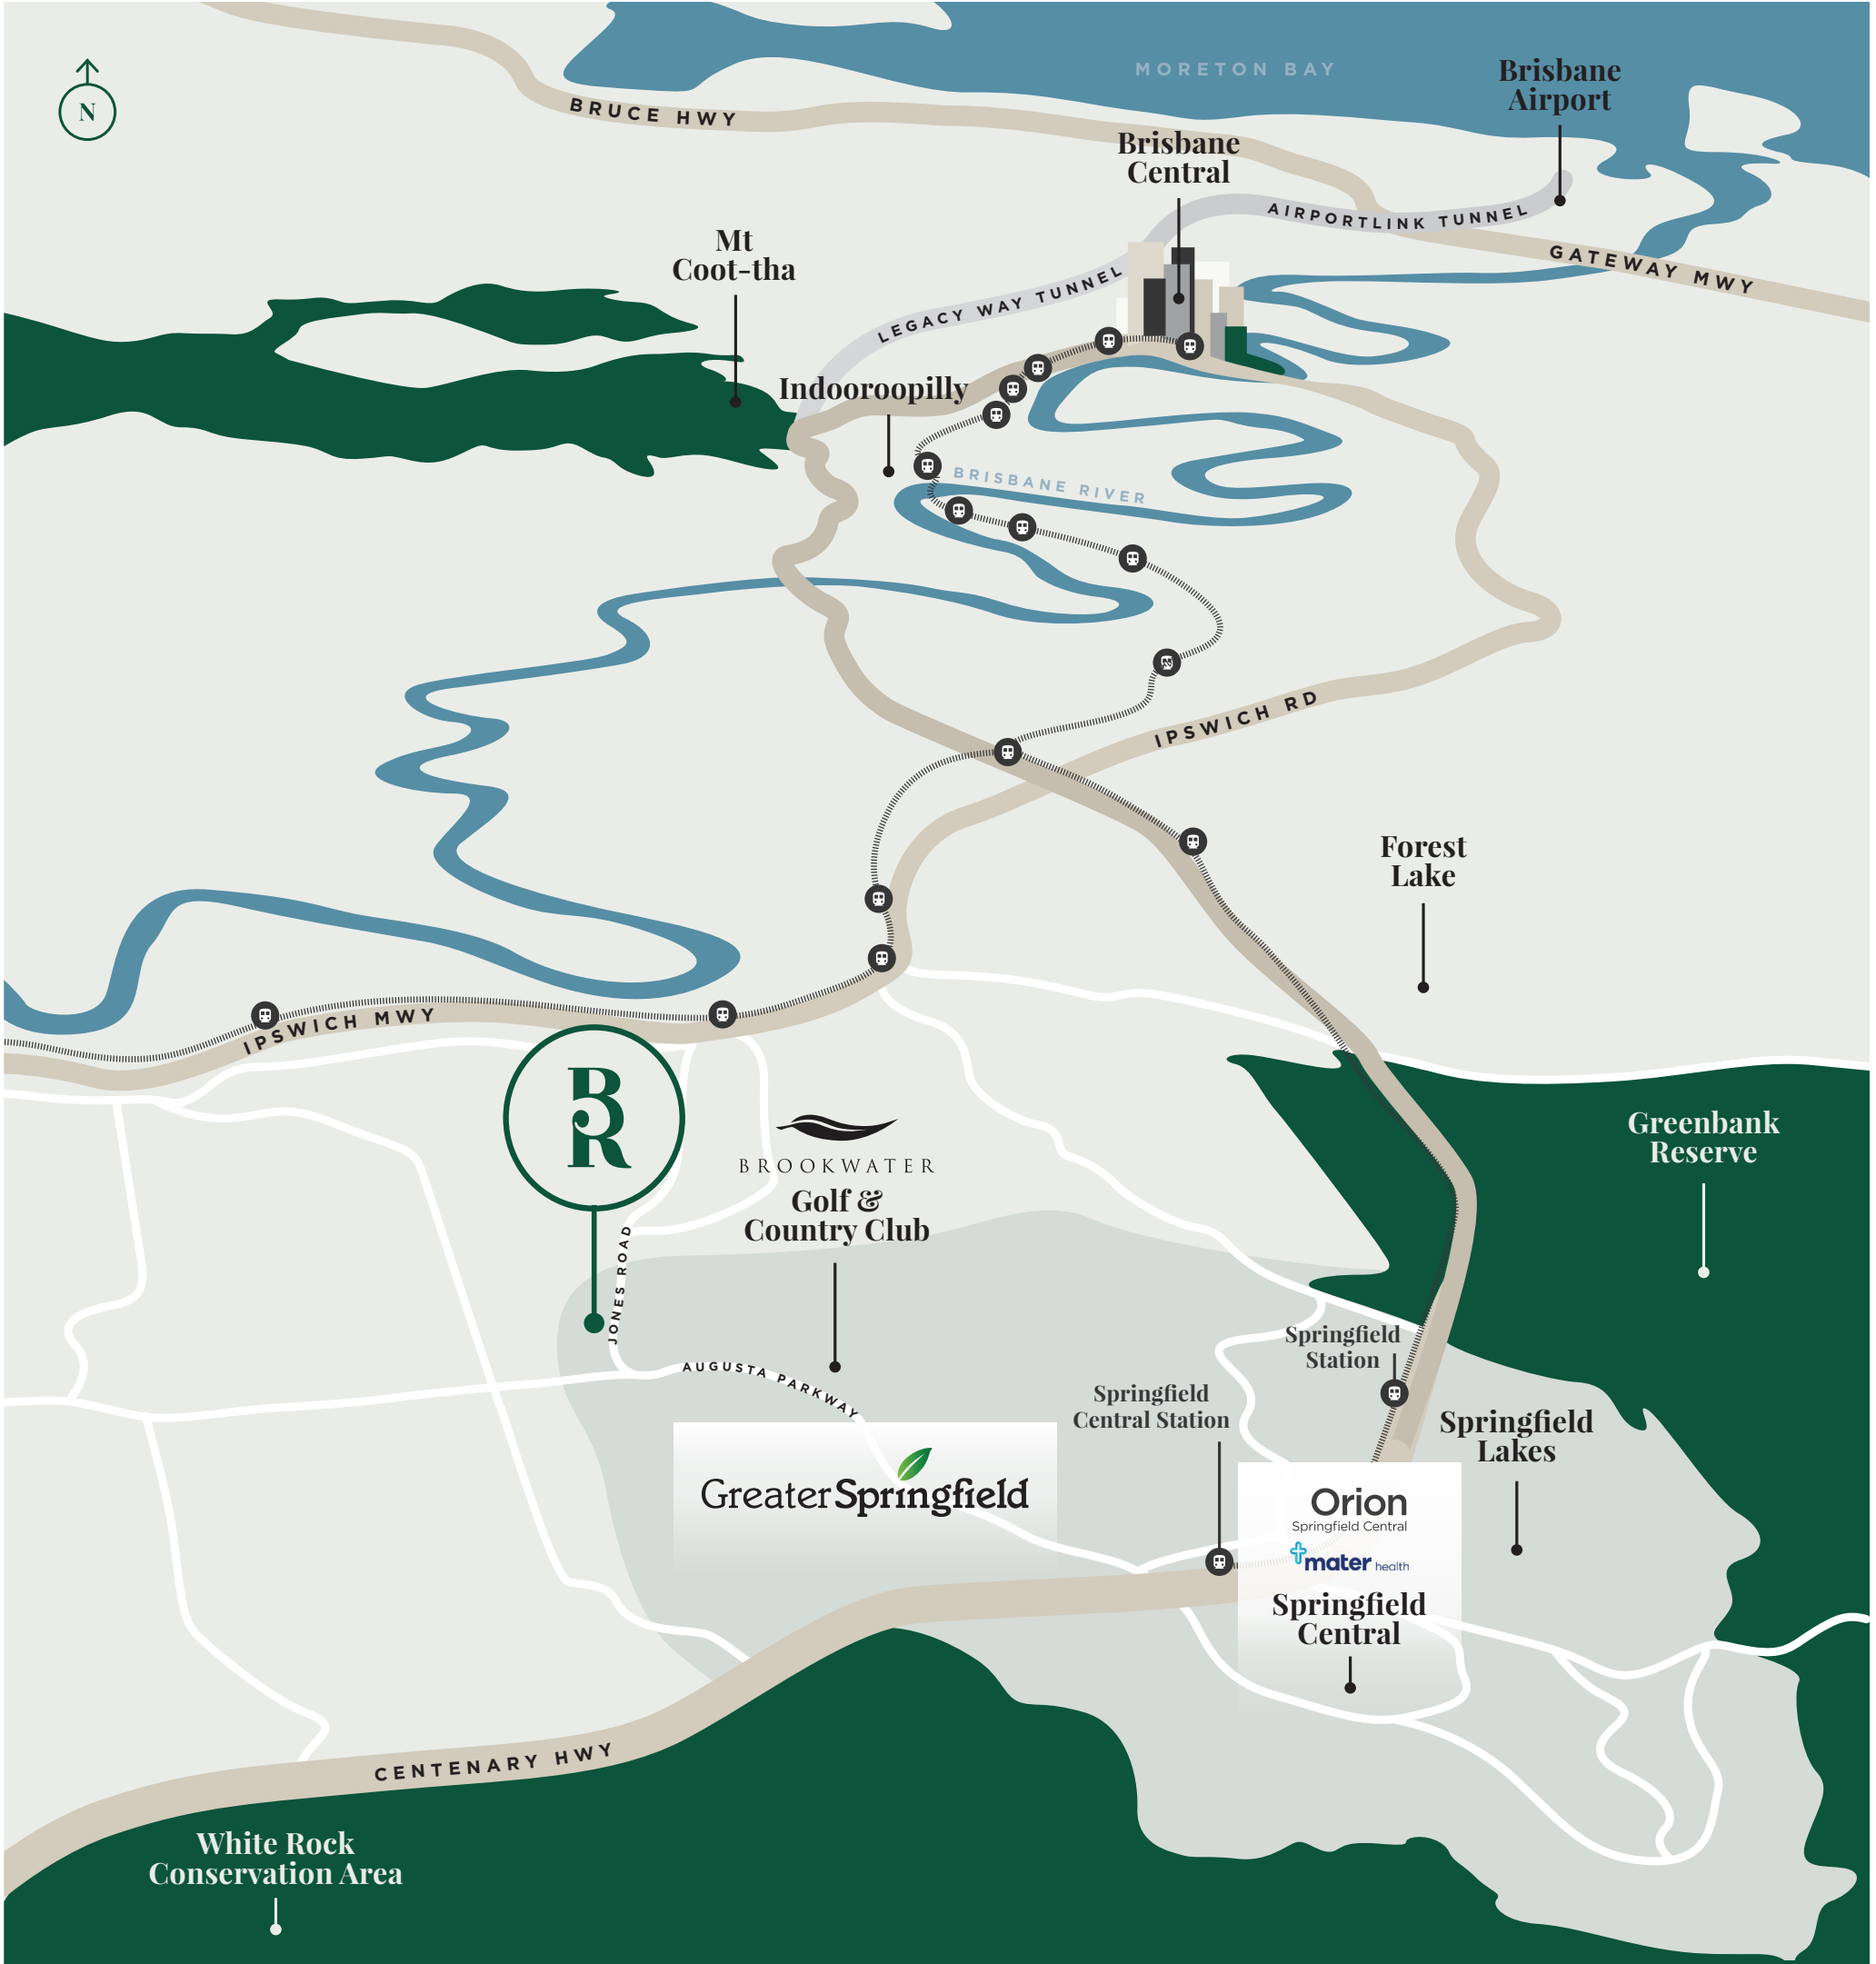 MORETON BAY
Brisbane
Airport
N
BRUCE HWY
Brisbane
Central
AIRPORTLINK TUNNEL
Mt
Coot-tha
GATEWAY MWY
LEGACY WAY TUNNEL
Indooroopilly
BRISBANE RIVER
IPSWICH RD
Forest
Lake
IPSWICH MWY
BR
BROOKWATER
Golf &
Country Club
Greenbank
Reserve
JONES ROAD
Springfield
Station
AUGUSTA PARKWAY
Springfield
Central Station
Springfield
Lakes
GreaterSpringfield
Orion
Springfield Central
mater health
Springfield
Central
CENTENARY HWY
White Rock
Conservation Area